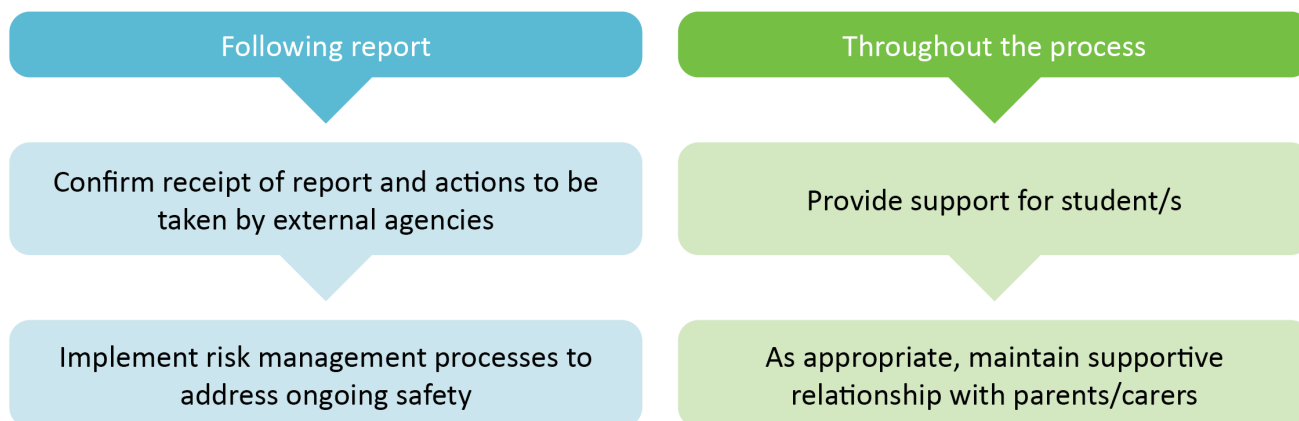 Following report
Confirm receipt of report and actions to be
taken by external agencies
Implement risk management processes to
address ongoing safety
Throughout the process
Provide support for student/s
As appropriate, maintain supportive
relationship with parents/carers